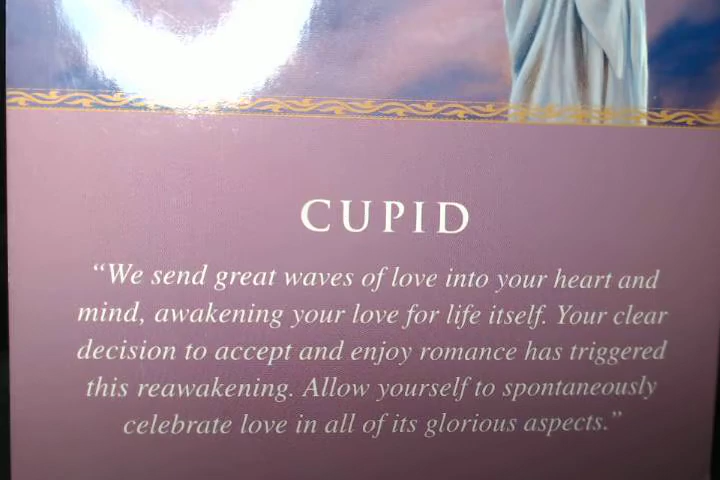 CUPID
“We send great waves of love into your heart and
mind, awakening your love for life itself. Your clear
decision to accept and enjoy romance has triggered
this reawakening. Allow yourself to spontaneously
celebrate love in all of its glorious aspects.”